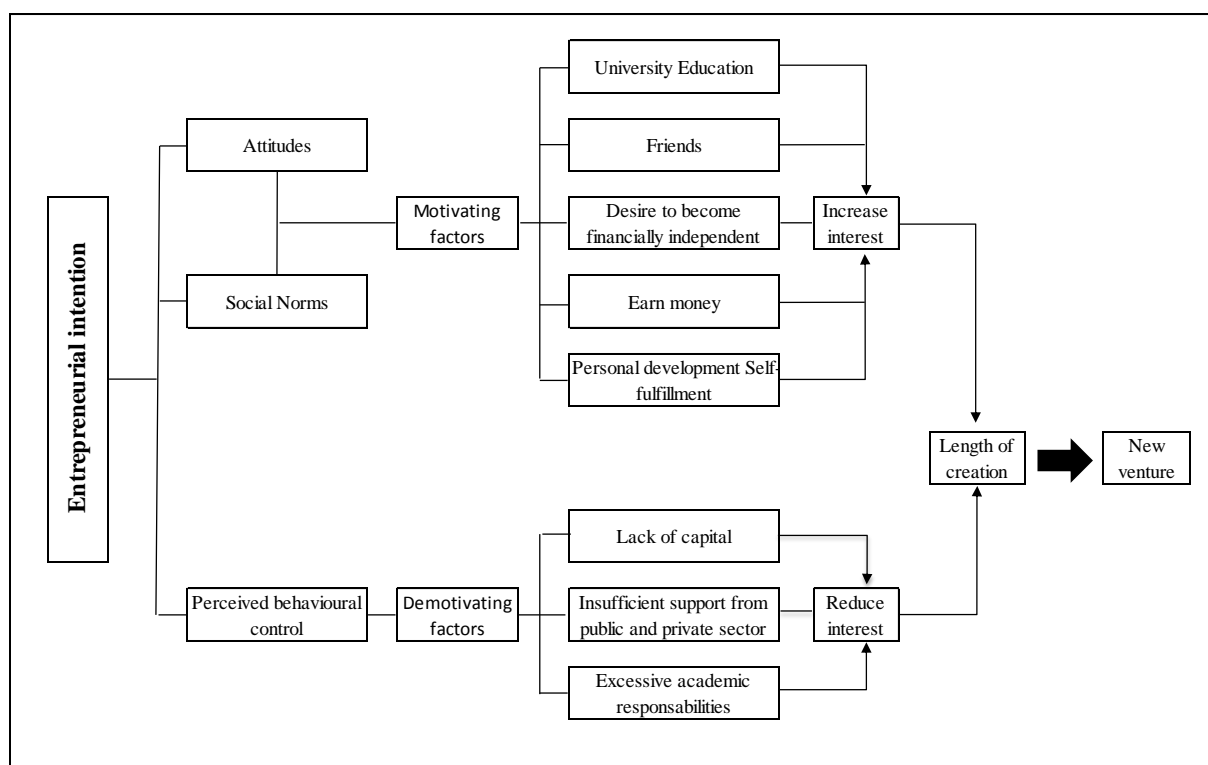 University Education
Attitudes
Friends
Entrepreneurial intention
Motivating
factors
Desire to become
financially independent
Increase
interest
Social Norms
Earn money
Personal development Self-
fulfillment
Length of
creation
New
venture
Lack of capital
Perceived behavioural
control
Demotivating
factors
Insufficient support from
public and private sector
Reduce
interest
Excessive academic
responsabilities